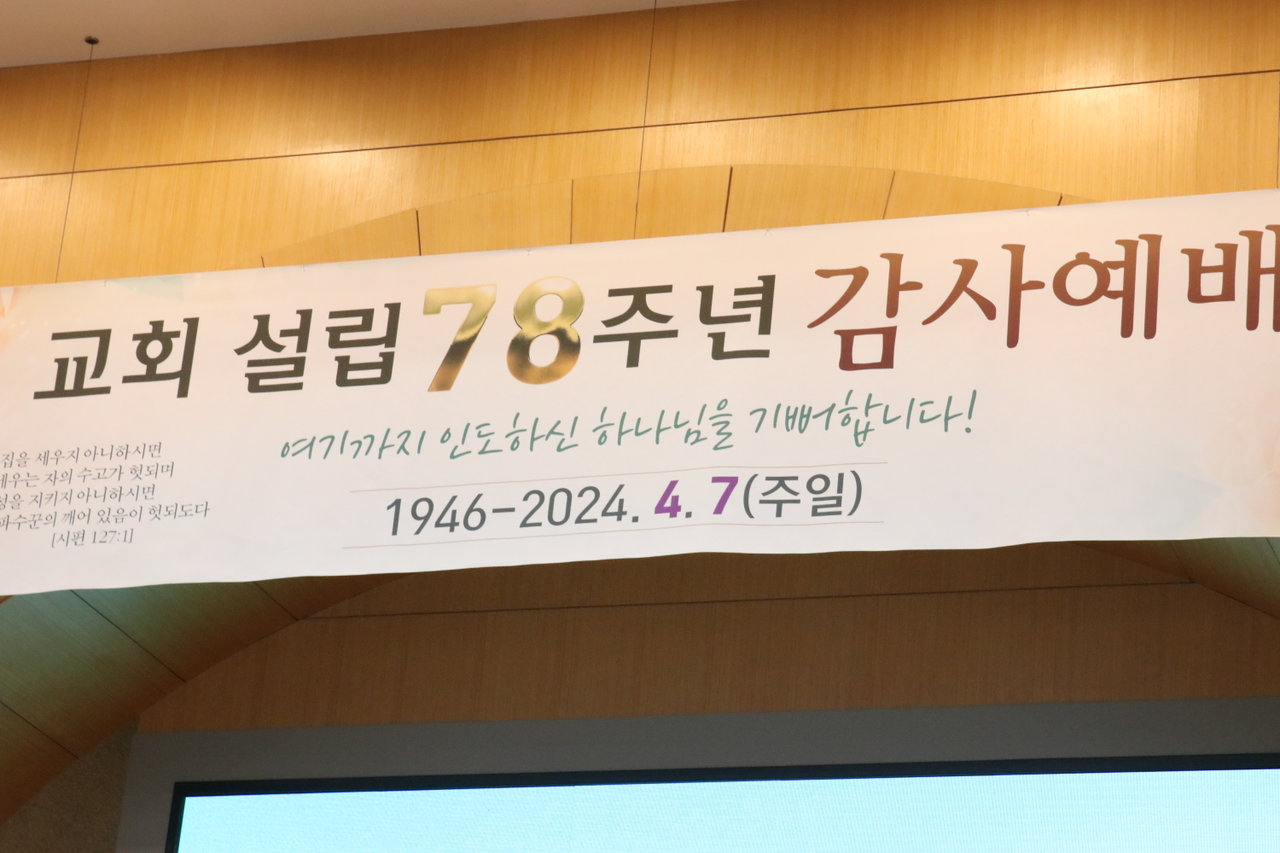 교회 설립 78주년 감사예배
여기까지 인도하신 하나님을 기뻐합니다!
1946-2024. 4. 7(주일)
집을 세우지 아니하시면
세우는 자의 수고가 헛되며
성을 지키지 아니하시면
파수꾼의 깨어 있음이 헛되도다
[시편 127:1]